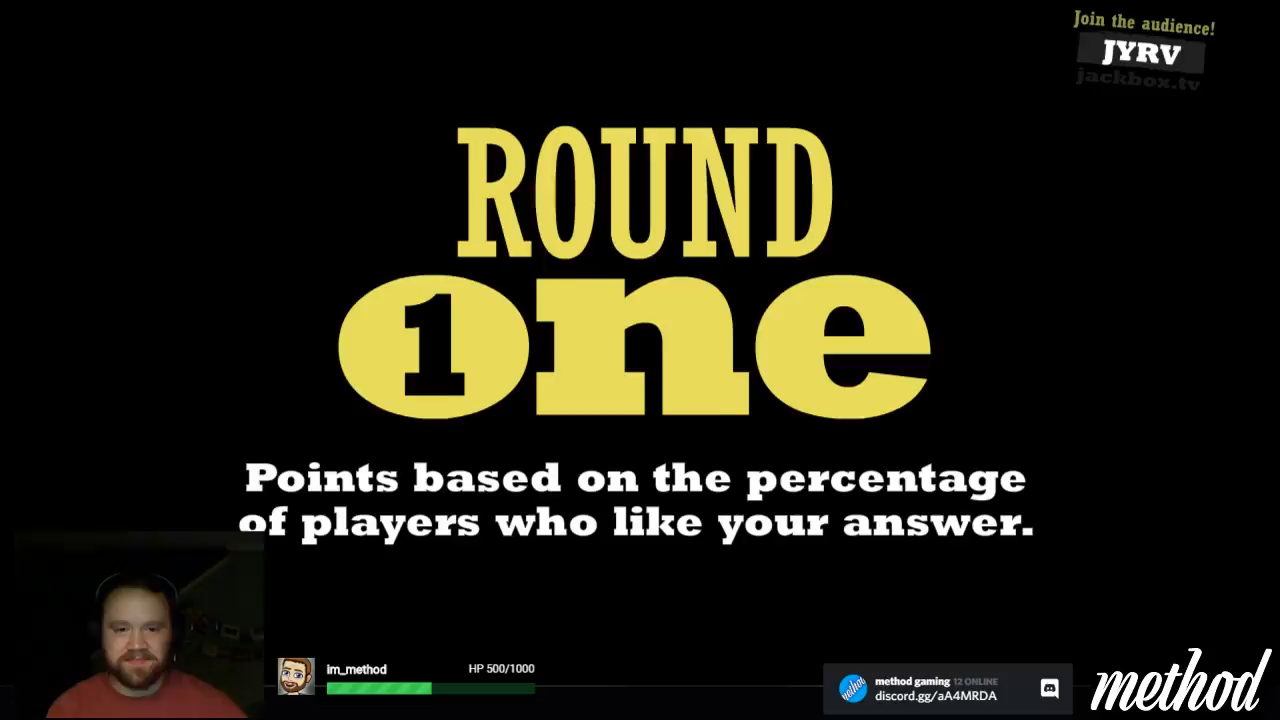 Join the audience!
JYRV
jackbox.tv
ROUND
1
one
Points based on the percentage
of players who like your answer.
im_method
HP 500/1000
method gaming 12 ONLINE
discord.gg/aA4MRDA
method
method